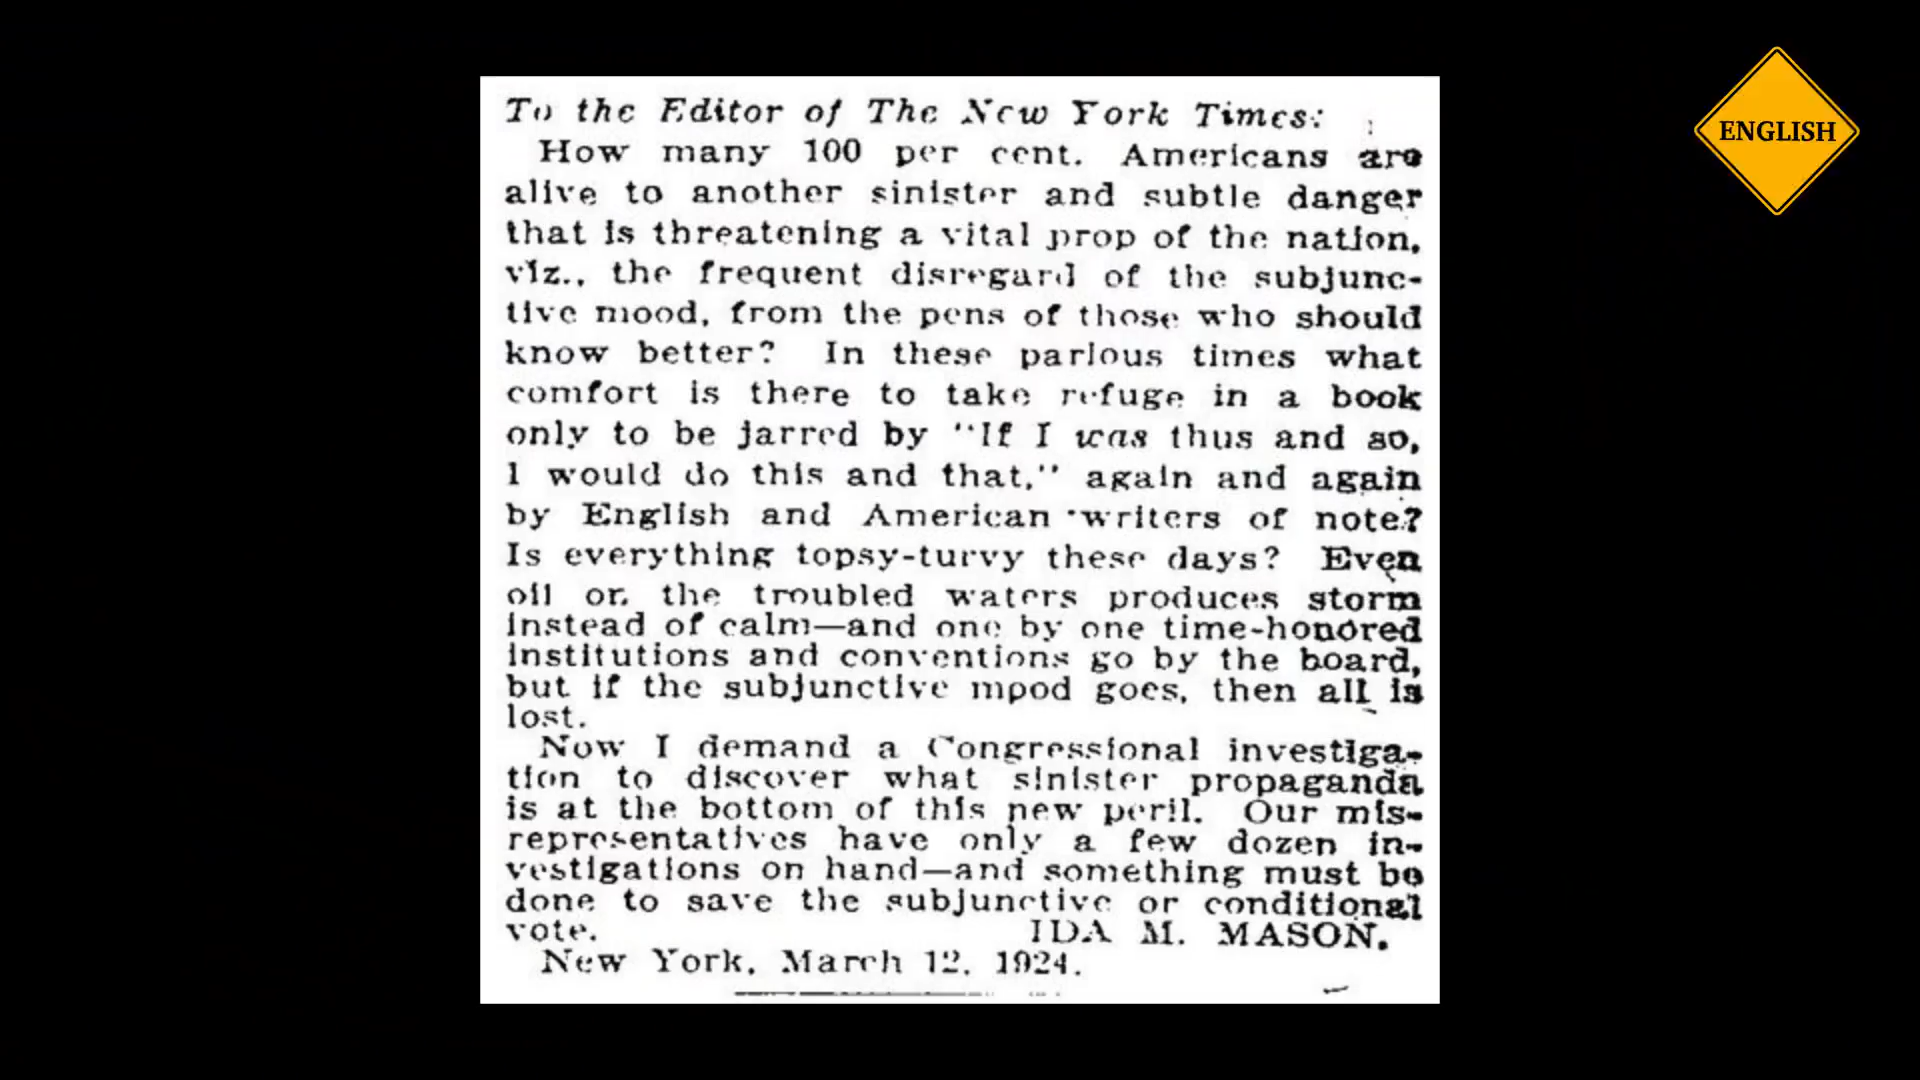 To the Editor of The New York Times:
How many 100 per cent. Americans are
alive to another sinister and subtle danger
that is threatening a vital prop of the nation,
viz., the frequent disregard of the subjunc-
tive mood, from the pens of those who should
know better? In these parlous times what
comfort is there to take refuge in a book
only to be jarred by "If I was thus and so,
I would do this and that," again and again
by English and American writers of note?
Is everything topsy-turvy these days? Even
oil on the troubled waters produces storm
instead of calm—and one by one time-honored
institutions and conventions go by the board,
but if the subjunctive mood goes, then all is
lost.
Now I demand a Congressional investiga-
tion to discover what sinister propaganda
is at the bottom of this new peril. Our mis-
representatives have only a few dozen in-
vestigations on hand—and something must be
done to save the subjunctive or conditional
vote. IDA M. MASON.
New York, March 12, 1924.
ENGLISH